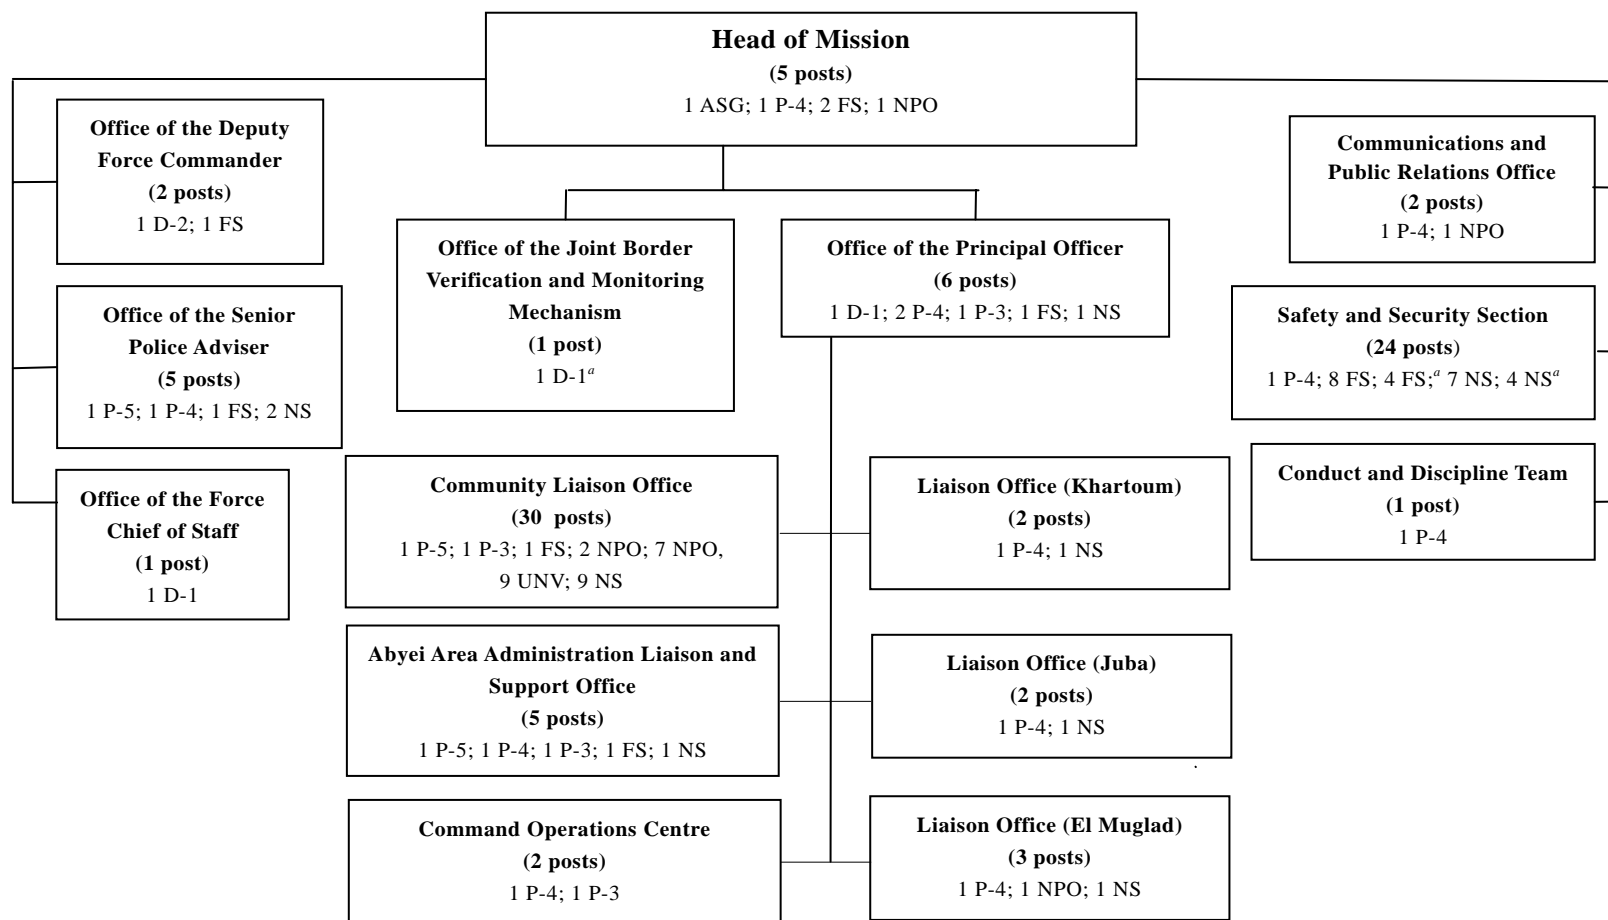 Head of Mission
(5 posts)
1 ASG; 1 P-4; 2 FS; 1 NPO
Office of the Deputy
Force Commander
(2 posts)
1 D-2; 1 FS
Communications and
Public Relations Office
(2 posts)
1 P-4; 1 NPO
Office of the Joint Border
Verification and Monitoring
Mechanism
(1 post)
1 D-1ᵃ
Office of the Principal Officer
(6 posts)
1 D-1; 2 P-4; 1 P-3; 1 FS; 1 NS
Office of the Senior
Police Adviser
(5 posts)
1 P-5; 1 P-4; 1 FS; 2 NS
Safety and Security Section
(24 posts)
1 P-4; 8 FS; 4 FS;ᵃ 7 NS; 4 NSᵃ
Office of the Force
Chief of Staff
(1 post)
1 D-1
Community Liaison Office
(30 posts)
1 P-5; 1 P-3; 1 FS; 2 NPO; 7 NPO,
9 UNV; 9 NS
Liaison Office (Khartoum)
(2 posts)
1 P-4; 1 NS
Conduct and Discipline Team
(1 post)
1 P-4
Abyei Area Administration Liaison and
Support Office
(5 posts)
1 P-5; 1 P-4; 1 P-3; 1 FS; 1 NS
Liaison Office (Juba)
(2 posts)
1 P-4; 1 NS
Command Operations Centre
(2 posts)
1 P-4; 1 P-3
Liaison Office (El Muglad)
(3 posts)
1 P-4; 1 NPO; 1 NS